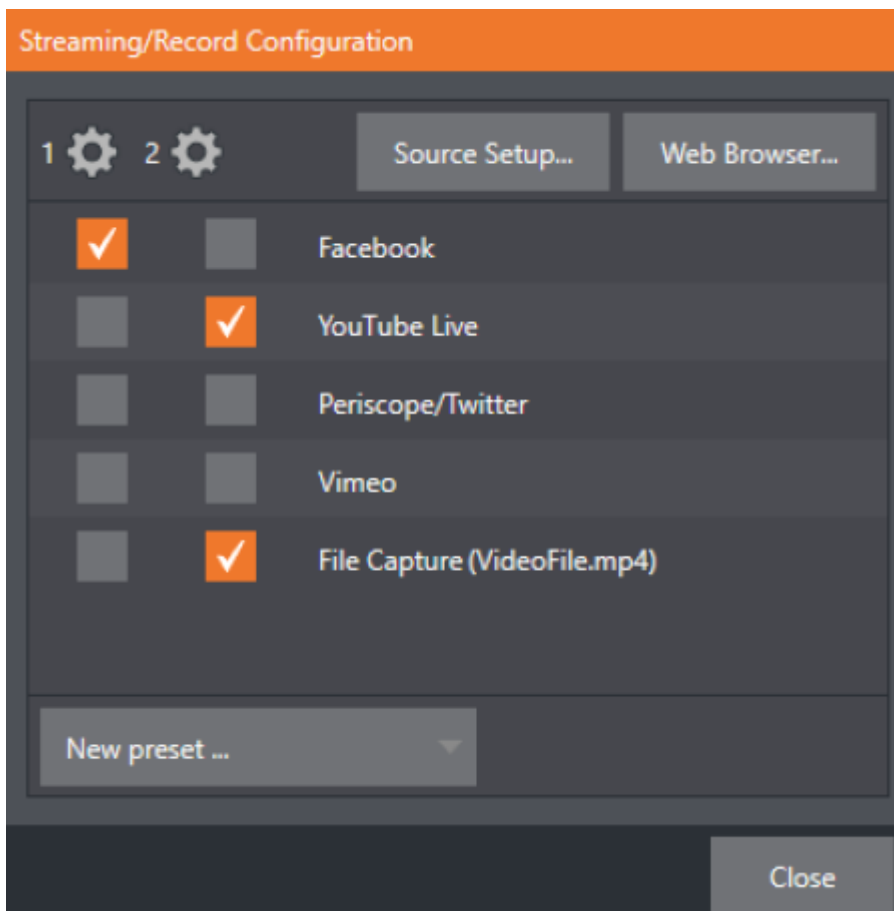 Streaming/Record Configuration
1 2 Source Setup... Web Browser...
Facebook
YouTube Live
Periscope/Twitter
Vimeo
File Capture (VideoFile.mp4)
New preset ...
Close